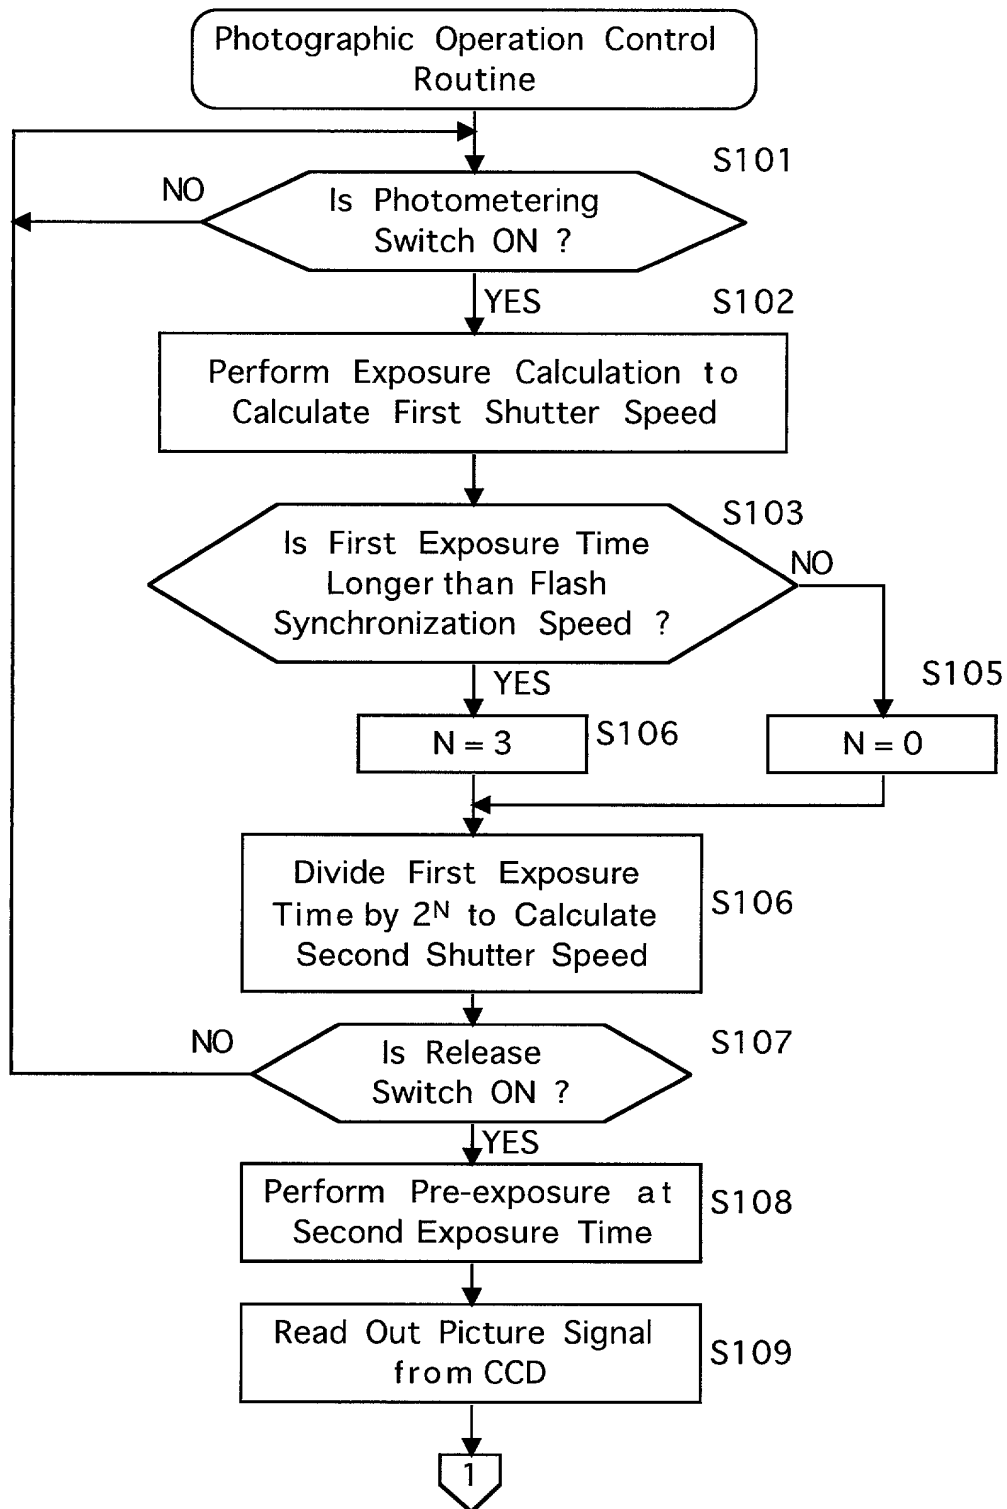 Photographic Operation Control
Routine
S101
NO
Is Photometering
Switch ON ?
YES
S102
Perform Exposure Calculation to
Calculate First Shutter Speed
S103
Is First Exposure Time
Longer than Flash
Synchronization Speed ?
NO
YES
S105
N = 3
S106
N = 0
Divide First Exposure
Time by 2ᴺ to Calculate
Second Shutter Speed
S106
NO
Is Release
Switch ON ?
S107
YES
Perform Pre-exposure at
Second Exposure Time
S108
Read Out Picture Signal
from CCD
S109
1